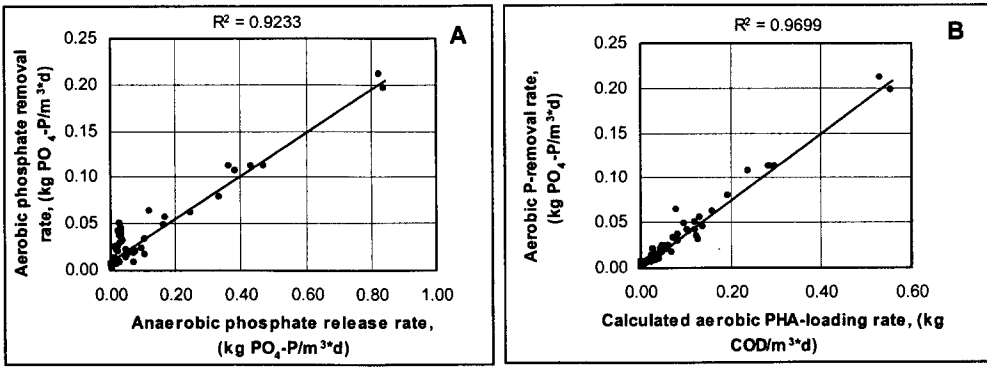 R² = 0.9233
A
Aerobic phosphate removal
rate, (kg PO₄-P/m³*d)
0.25
0.20
0.15
0.10
0.05
0.00
0.00 0.20 0.40 0.60 0.80 1.00
Anaerobic phosphate release rate,
(kg PO₄-P/m³*d)
R² = 0.9699
B
Aerobic P-removal rate,
(kg PO₄-P/m³*d)
0.25
0.20
0.15
0.10
0.05
0.00
0.00 0.20 0.40 0.60
Calculated aerobic PHA-loading rate, (kg
COD/m³*d)